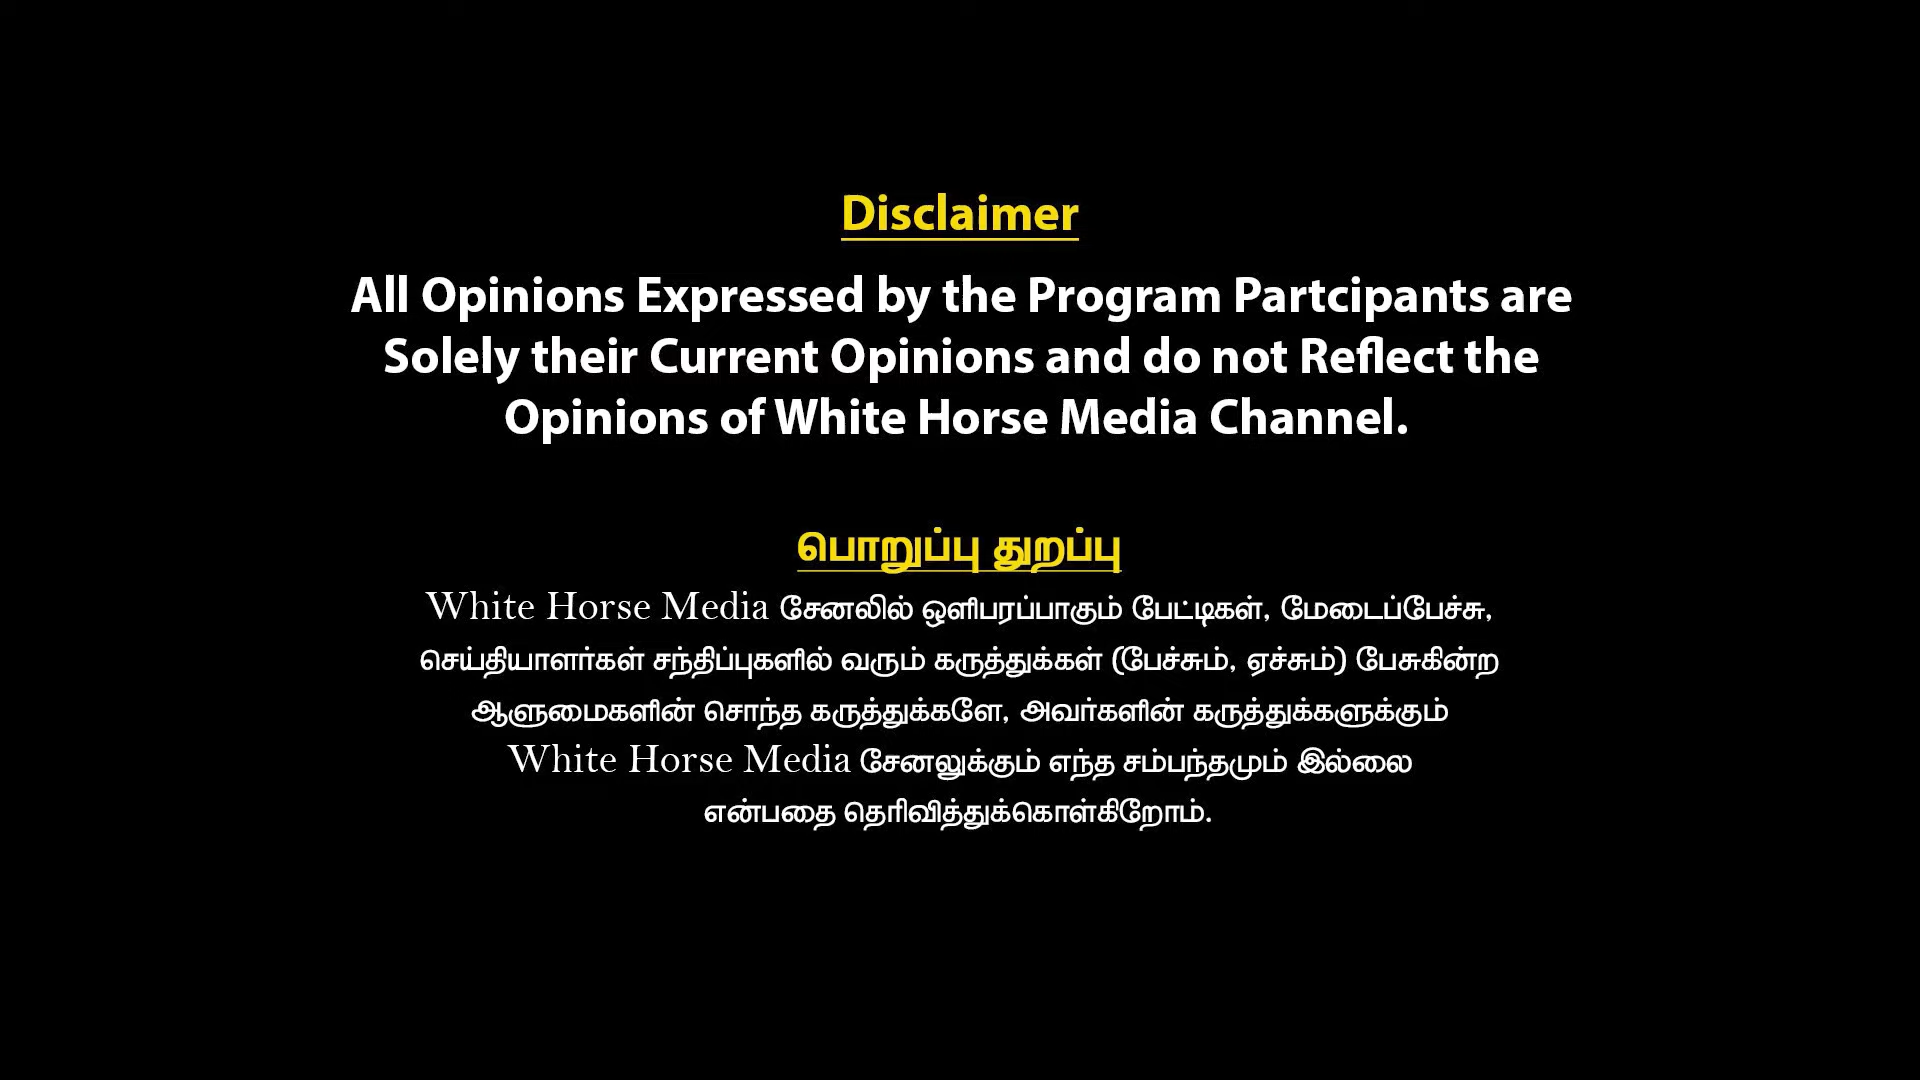 Disclaimer
All Opinions Expressed by the Program Partcipants are
Solely their Current Opinions and do not Reflect the
Opinions of White Horse Media Channel.
பொறுப்பு துறப்பு
White Horse Media சேனலில் ஒளிபரப்பாகும் பேட்டிகள், மேடைப்பேச்சு,
செய்தியாளர்கள் சந்திப்புகளில் வரும் கருத்துக்கள் (பேச்சும், ஏச்சும்) பேசுகின்ற
ஆளுமைகளின் சொந்த கருத்துக்களே, அவர்களின் கருத்துக்களுக்கும்
White Horse Media சேனலுக்கும் எந்த சம்பந்தமும் இல்லை
என்பதை தெரிவித்துக்கொள்கிறோம்.